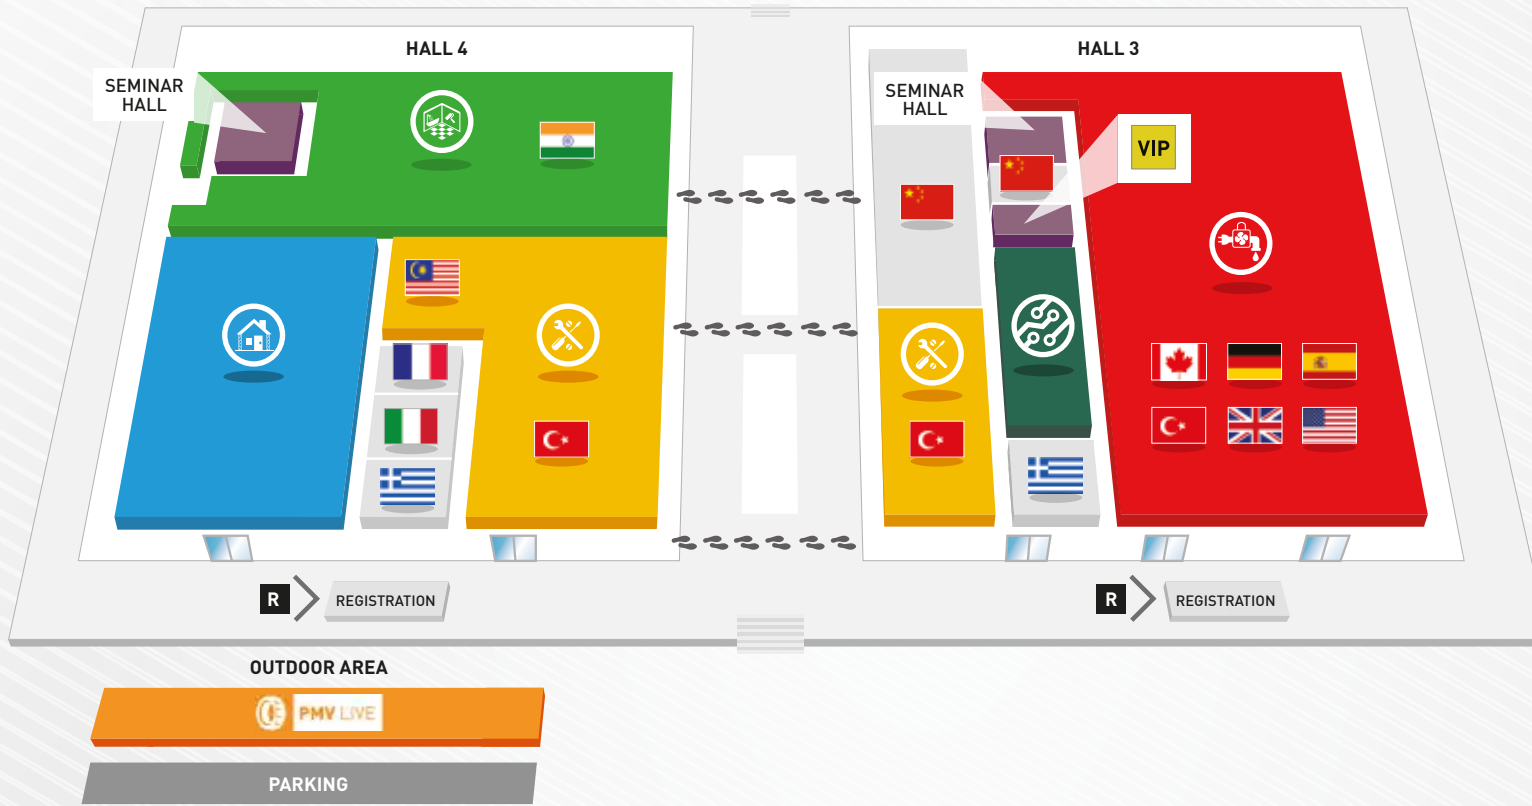 HALL 4
HALL 3
SEMINAR
HALL
SEMINAR
HALL
VIP
R
REGISTRATION
R
REGISTRATION
OUTDOOR AREA
PMV LIVE
PARKING